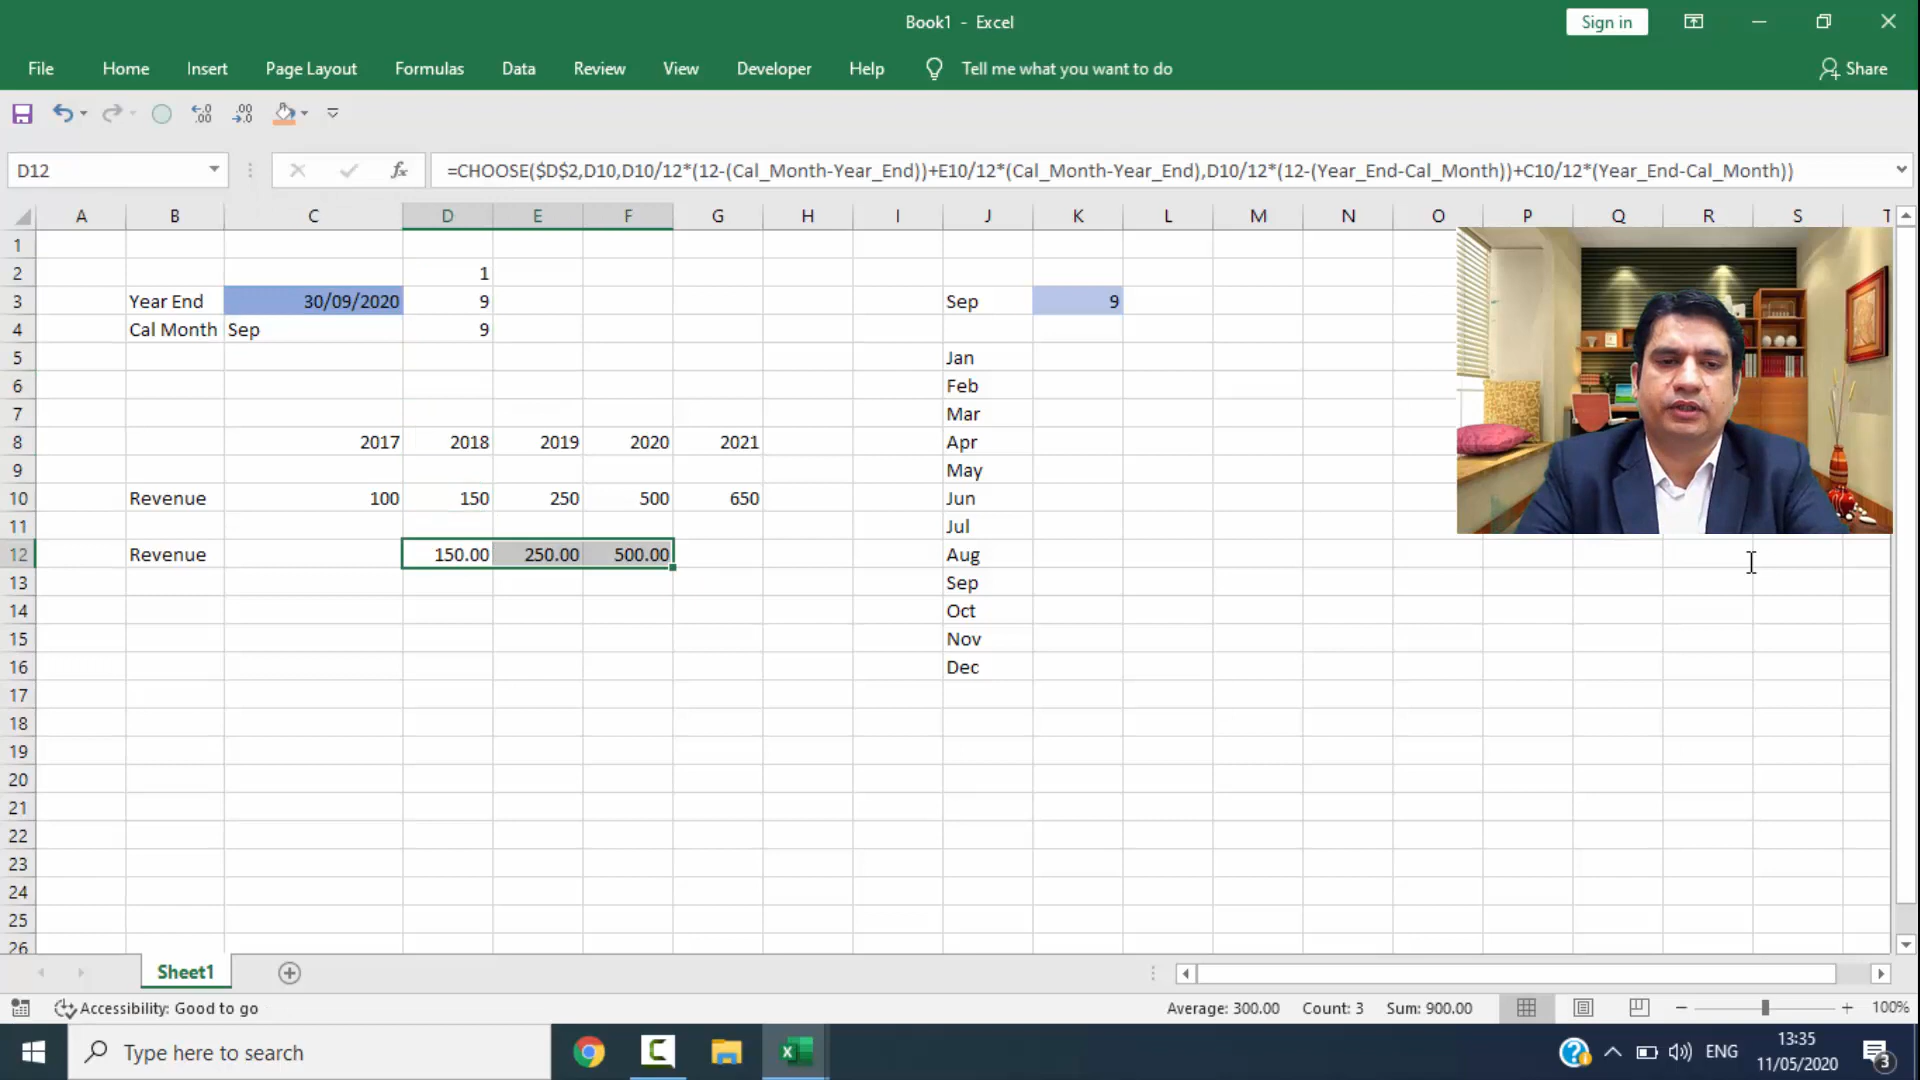 Book1 - Excel
Sign in
File Home Insert Page Layout Formulas Data Review View Developer Help Tell me what you want to do Share
D12 fx =CHOOSE($D$2,D10,D10/12*(12-(Cal_Month-Year_End))+E10/12*(Cal_Month-Year_End),D10/12*(12-(Year_End-Cal_Month))+C10/12*(Year_End-Cal_Month))
A B C D E F G H I J K L M N O P Q R S T
1
2 1
3 Year End 30/09/2020 9 Sep 9
4 Cal Month Sep 9
5 Jan
6 Feb
7 Mar
8 2017 2018 2019 2020 2021 Apr
9 May
10 Revenue 100 150 250 500 650 Jun
11 Jul
12 Revenue 150.00 250.00 500.00 Aug
13 Sep
14 Oct
15 Nov
16 Dec
17
18
19
20
21
22
23
24
25
26
Sheet1
Accessibility: Good to go Average: 300.00 Count: 3 Sum: 900.00 100%
Type here to search ENG 13:35
11/05/2020 3